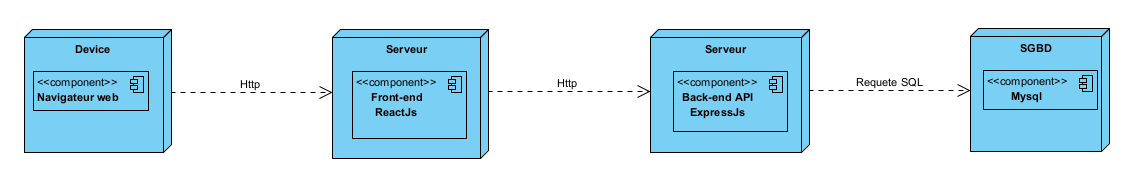 Device
<<component>>
Navigateur web
Http
Serveur
<<component>>
Front-end
ReactJs
Http
Serveur
<<component>>
Back-end API
ExpressJs
Requete SQL
SGBD
<<component>>
Mysql